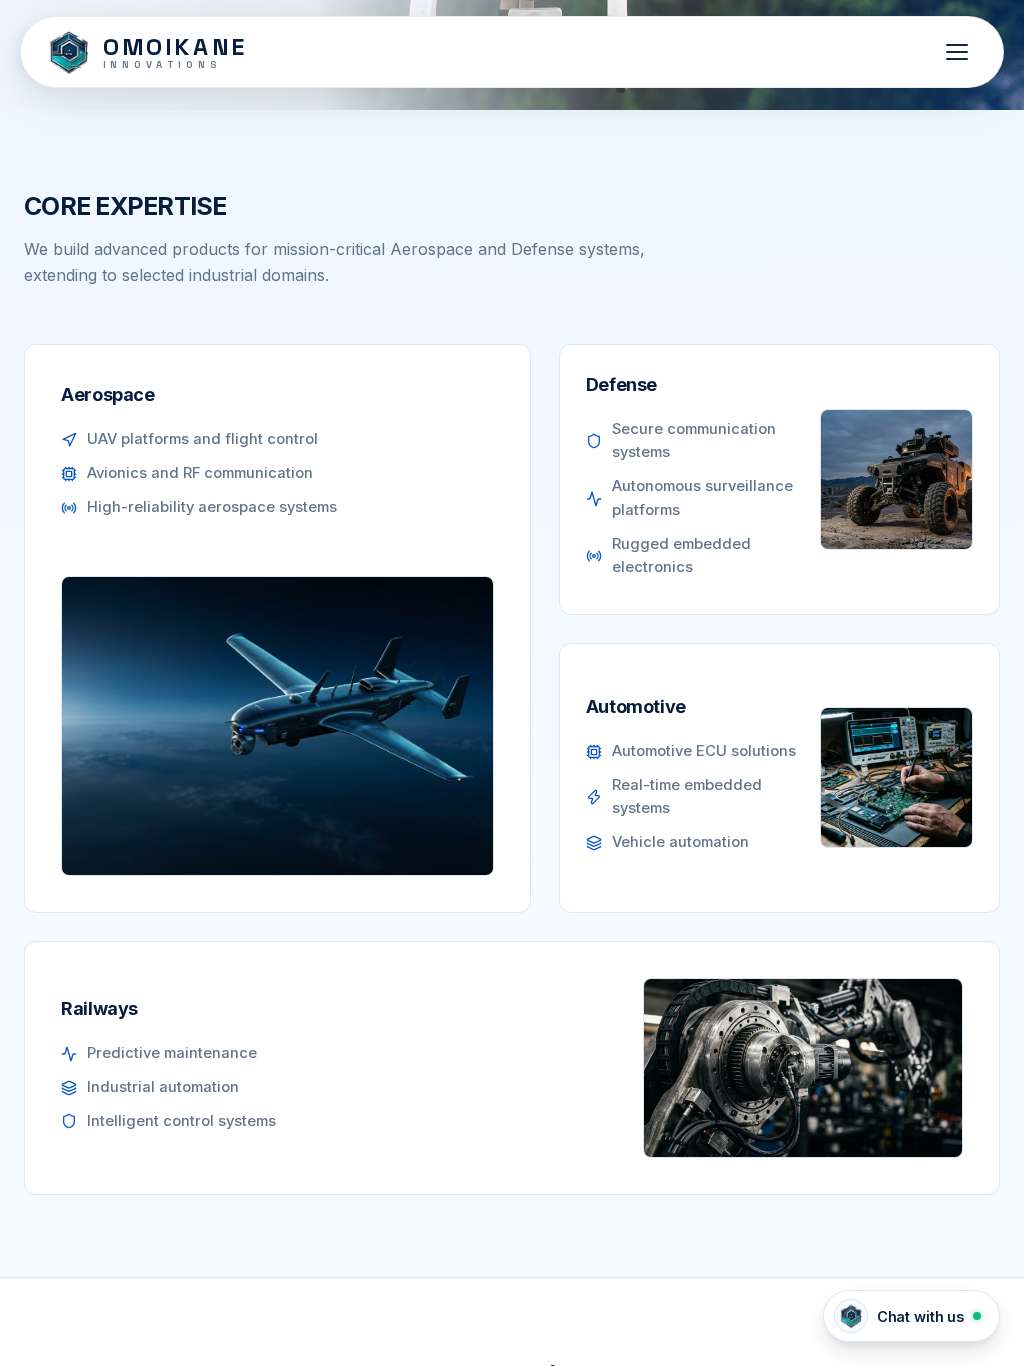 OMOIKANE
INNOVATIONS
CORE EXPERTISE
We build advanced products for mission-critical Aerospace and Defense systems,
extending to selected industrial domains.
Aerospace
UAV platforms and flight control
Avionics and RF communication
High-reliability aerospace systems
Defense
Secure communication
systems
Autonomous surveillance
platforms
Rugged embedded
electronics
Automotive
Automotive ECU solutions
Real-time embedded
systems
Vehicle automation
Railways
Predictive maintenance
Industrial automation
Intelligent control systems
Chat with us